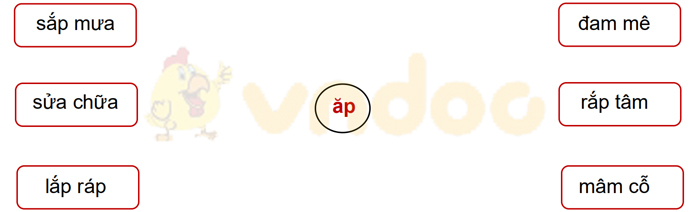 sắp mưa
đam mê
sửa chữa
ăp
rắp tâm
lắp ráp
mâm cỗ
vndoc